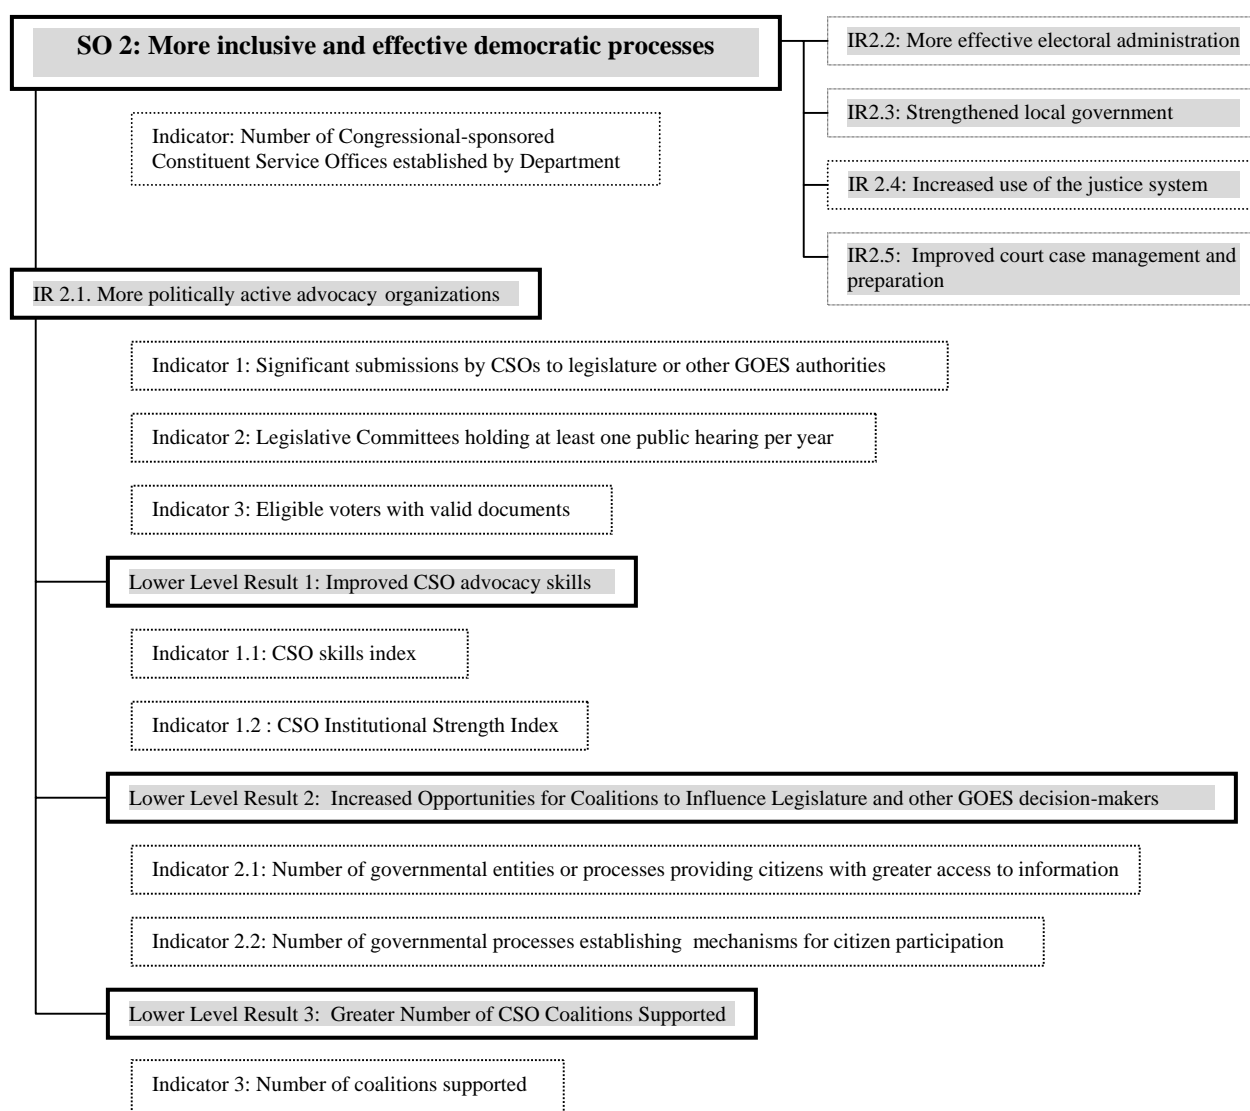 SO 2: More inclusive and effective democratic processes
IR2.2: More effective electoral administration
IR2.3: Strengthened local government
Indicator: Number of Congressional-sponsored
Constituent Service Offices established by Department
IR 2.4: Increased use of the justice system
IR2.5:  Improved court case management and
preparation
IR 2.1. More politically active advocacy organizations
Indicator 1: Significant submissions by CSOs to legislature or other GOES authorities
Indicator 2: Legislative Committees holding at least one public hearing per year
Indicator 3: Eligible voters with valid documents
Lower Level Result 1: Improved CSO advocacy skills
Indicator 1.1: CSO skills index
Indicator 1.2 : CSO Institutional Strength Index
Lower Level Result 2:  Increased Opportunities for Coalitions to Influence Legislature and other GOES decision-makers
Indicator 2.1: Number of governmental entities or processes providing citizens with greater access to information
Indicator 2.2: Number of governmental processes establishing  mechanisms for citizen participation
Lower Level Result 3:  Greater Number of CSO Coalitions Supported
Indicator 3: Number of coalitions supported